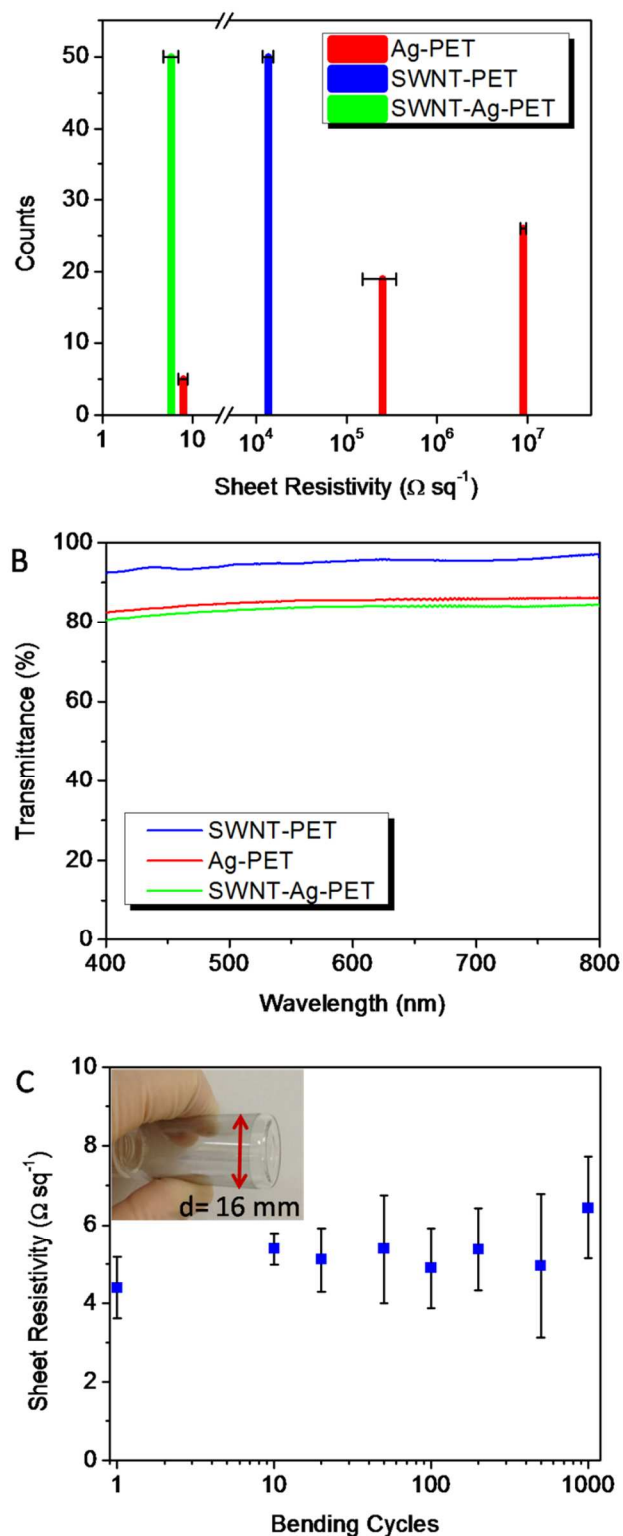 50
40
30
20
10
0
Counts
Ag-PET
SWNT-PET
SWNT-Ag-PET
1
10
10⁴
10⁵
10⁶
10⁷
Sheet Resistivity (Ω sq⁻¹)
B
100
80
60
40
20
0
Transmittance (%)
SWNT-PET
Ag-PET
SWNT-Ag-PET
400
500
600
700
800
Wavelength (nm)
C
10
8
6
4
2
0
Sheet Resistivity (Ω sq⁻¹)
d= 16 mm
1
10
100
1000
Bending Cycles